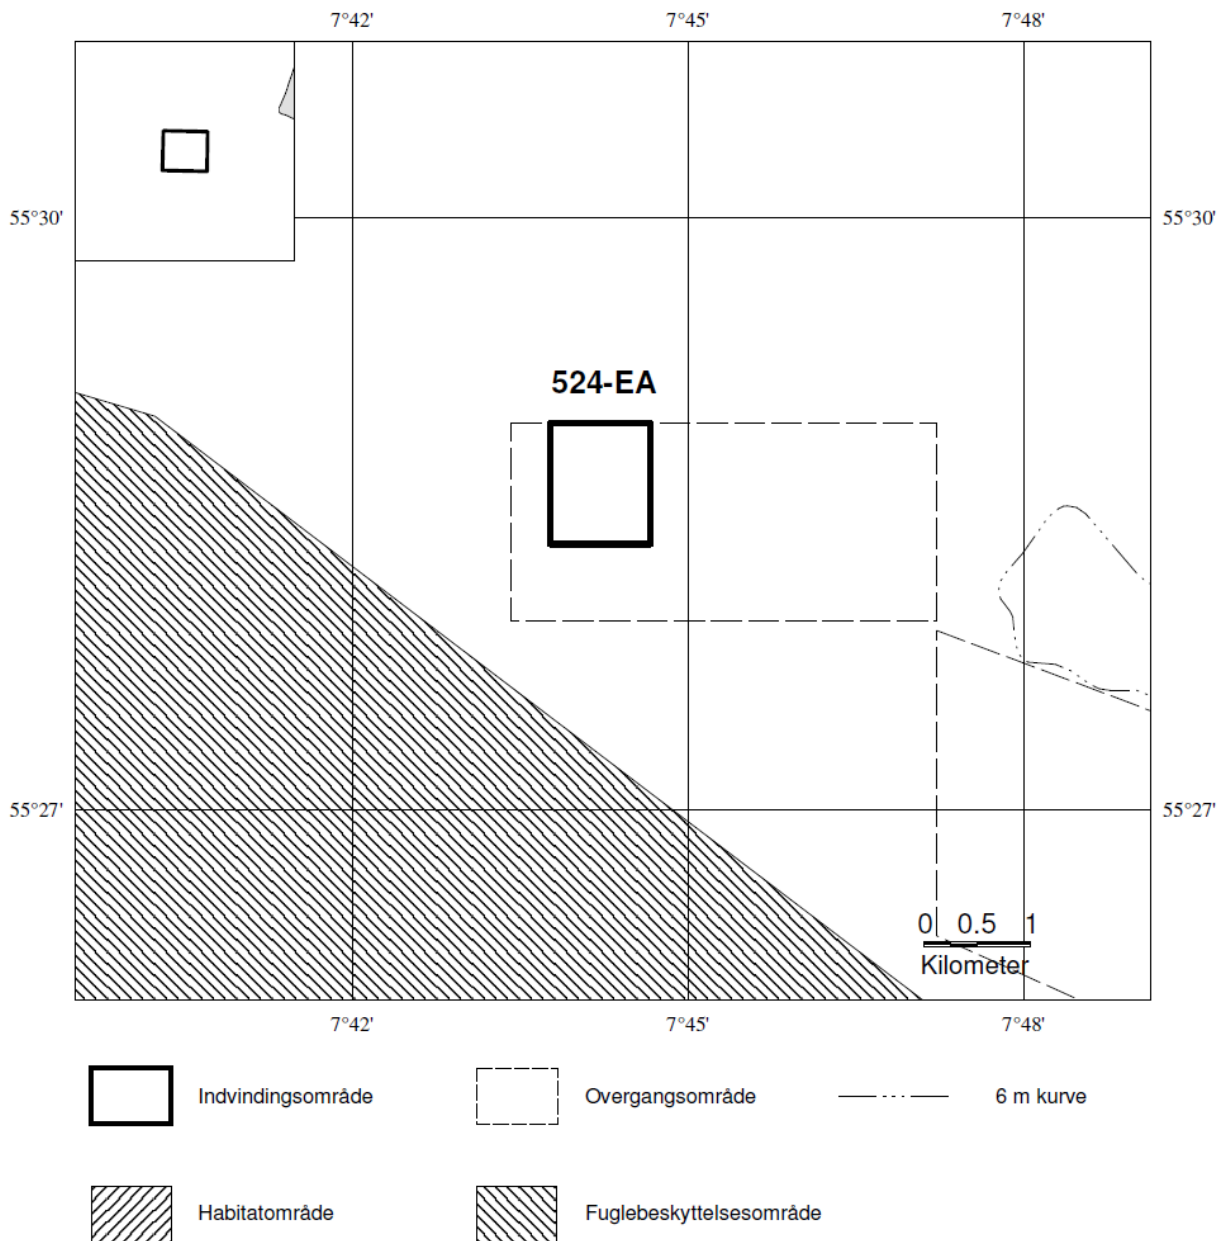 7°42' 7°45' 7°48'
55°30' 55°30'
524-EA
55°27' 55°27'
0 0.5 1
Kilometer
7°42' 7°45' 7°48'
Indvindingsområde Overgangsområde 6 m kurve
Habitatområde Fuglebeskyttelsesområde